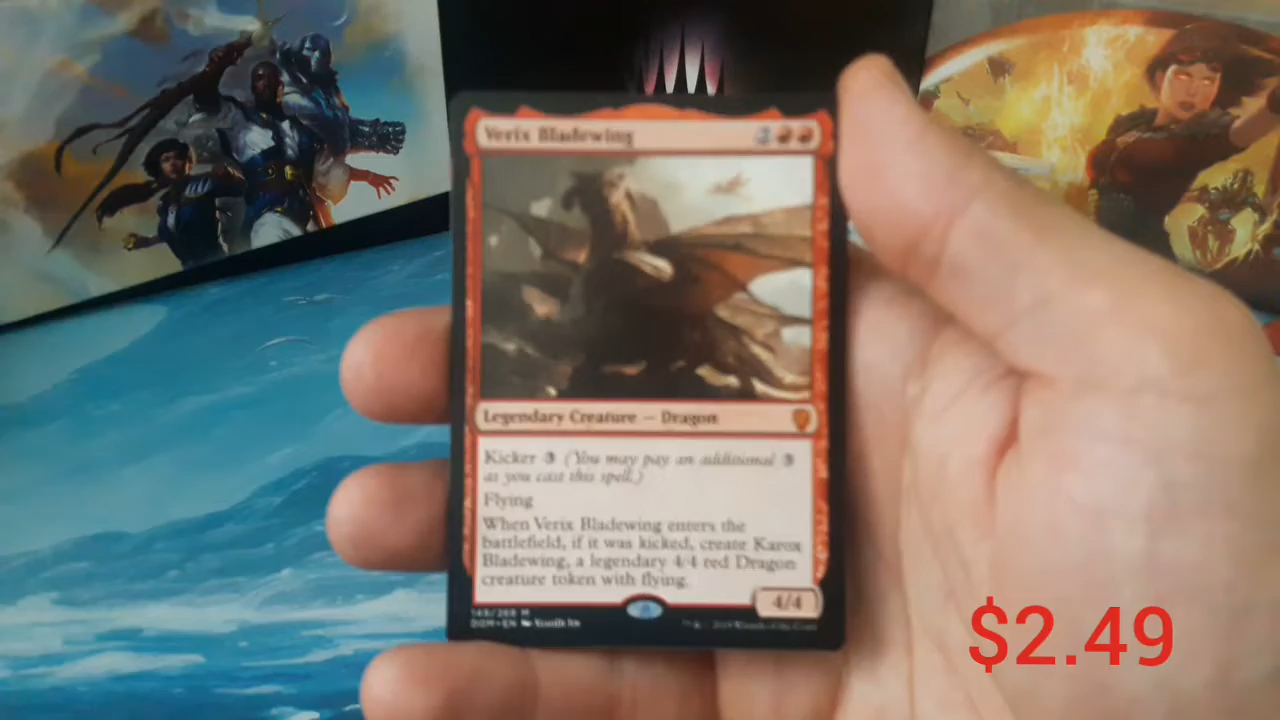 Verix Bladewing 2
Legendary Creature — Dragon
Kicker 3 (You may pay an additional 3
as you cast this spell.)
Flying
When Verix Bladewing enters the
battlefield, if it was kicked, create Karox
Bladewing, a legendary 4/4 red Dragon
creature token with flying.
4/4
149/269 M
DOM • EN
$2.49